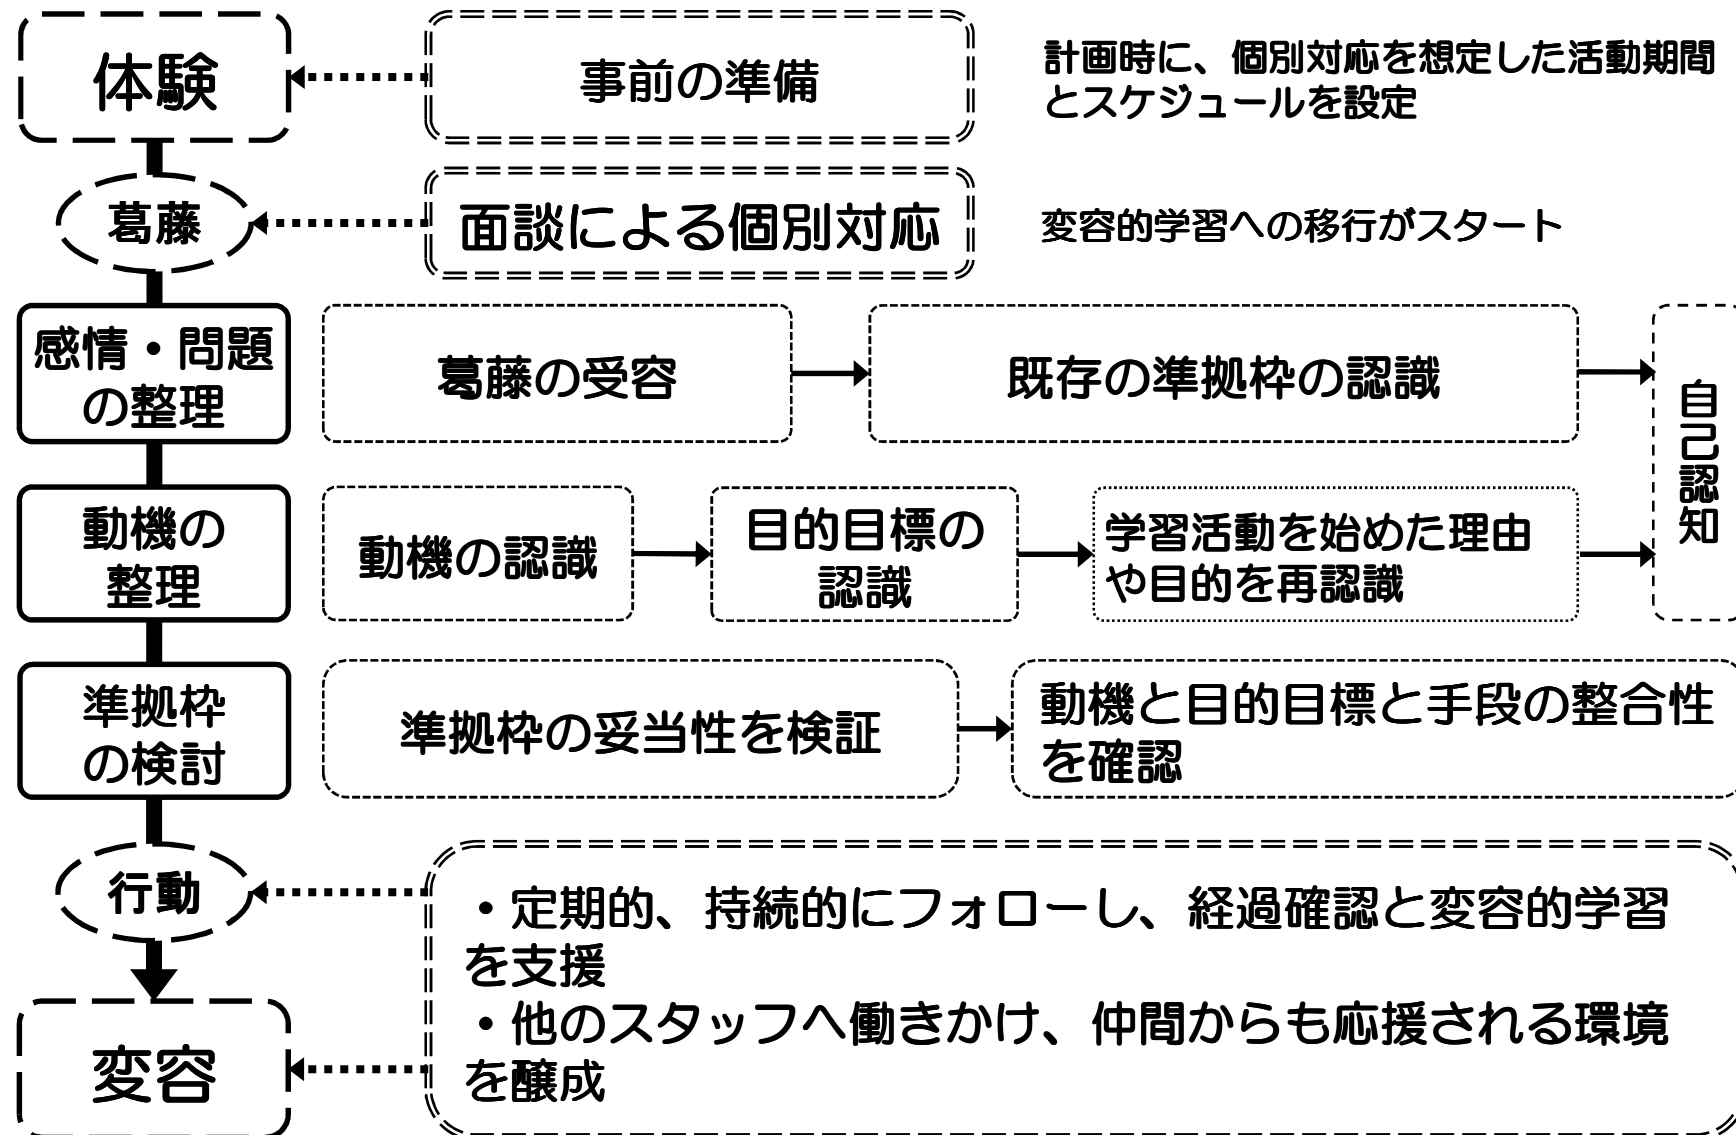 体験
事前の準備
計画時に、個別対応を想定した活動期間
とスケジュールを設定
葛藤
面談による個別対応
変容的学習への移行がスタート
感情・問題
の整理
葛藤の受容
既存の準拠枠の認識
自己認知
動機の
整理
動機の認識
目的目標の
認識
学習活動を始めた理由
や目的を再認識
準拠枠
の検討
準拠枠の妥当性を検証
動機と目的目標と手段の整合性
を確認
行動
・定期的、持続的にフォローし、経過確認と変容的学習
を支援
・他のスタッフへ働きかけ、仲間からも応援される環境
を醸成
変容